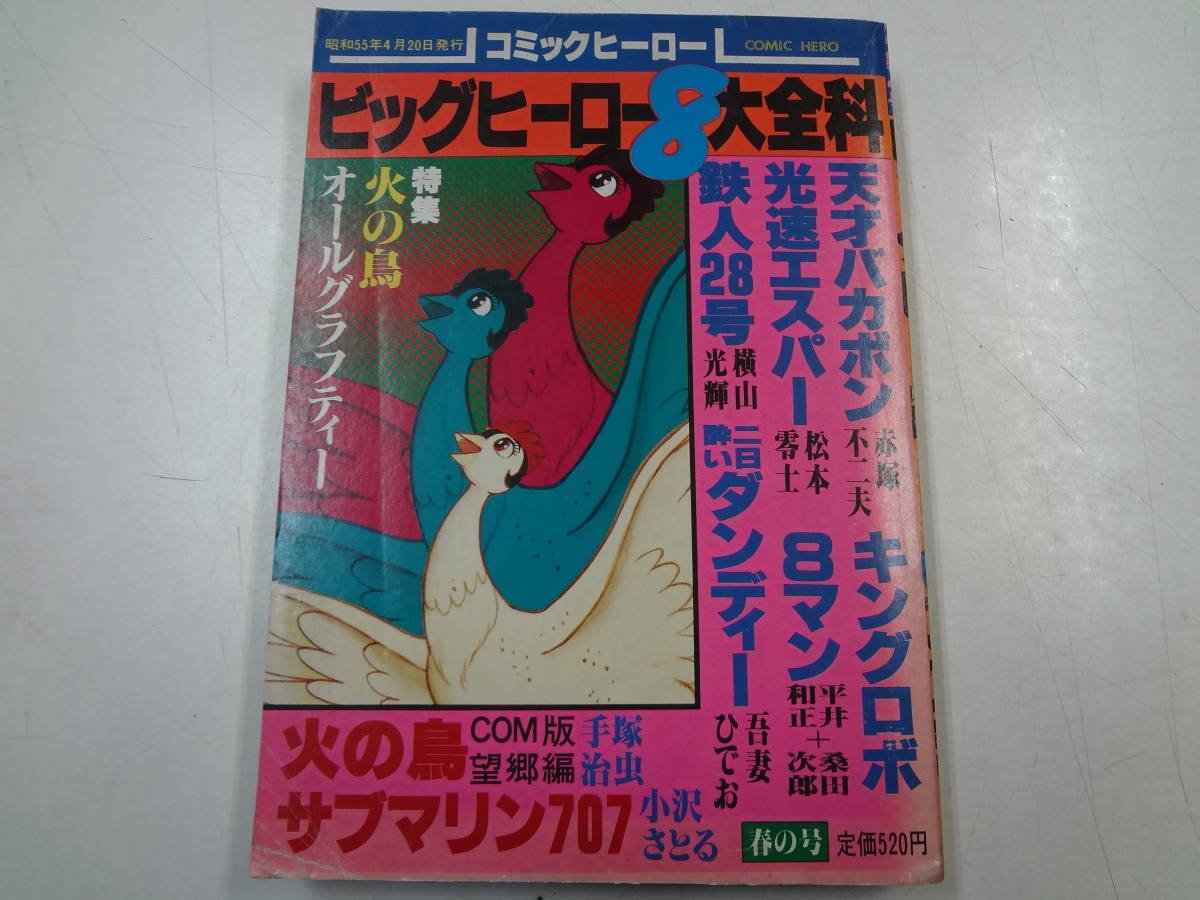 昭和55年4月20日発行
コミックヒーロー
COMIC HERO
ビッグヒーロー8大全科
天才バカボン
赤塚
不二夫
キングロボ
光速エスパー
松本
零士
8マン
平井 + 桑田
和正 次郎
鉄人28号
横山
光輝
二日
酔い
ダンディー
吾妻
ひでお
特集
火の鳥
オールグラフティー
火の鳥
COM版
望郷編
手塚
治虫
サブマリン707
小沢
さとる
春の号
定価520円